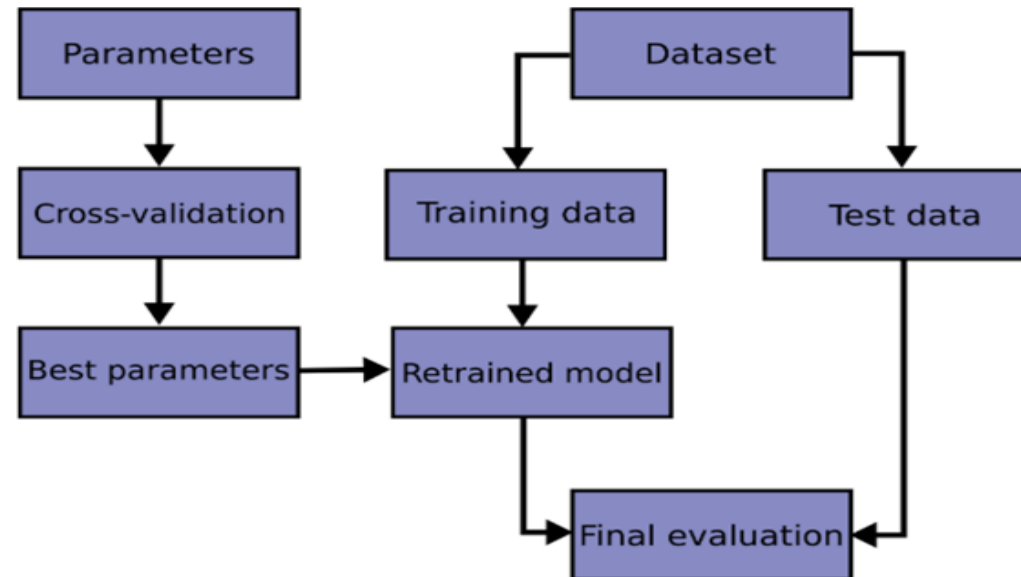 Parameters
Dataset
Cross-validation
Training data
Test data
Best parameters
Retrained model
Final evaluation